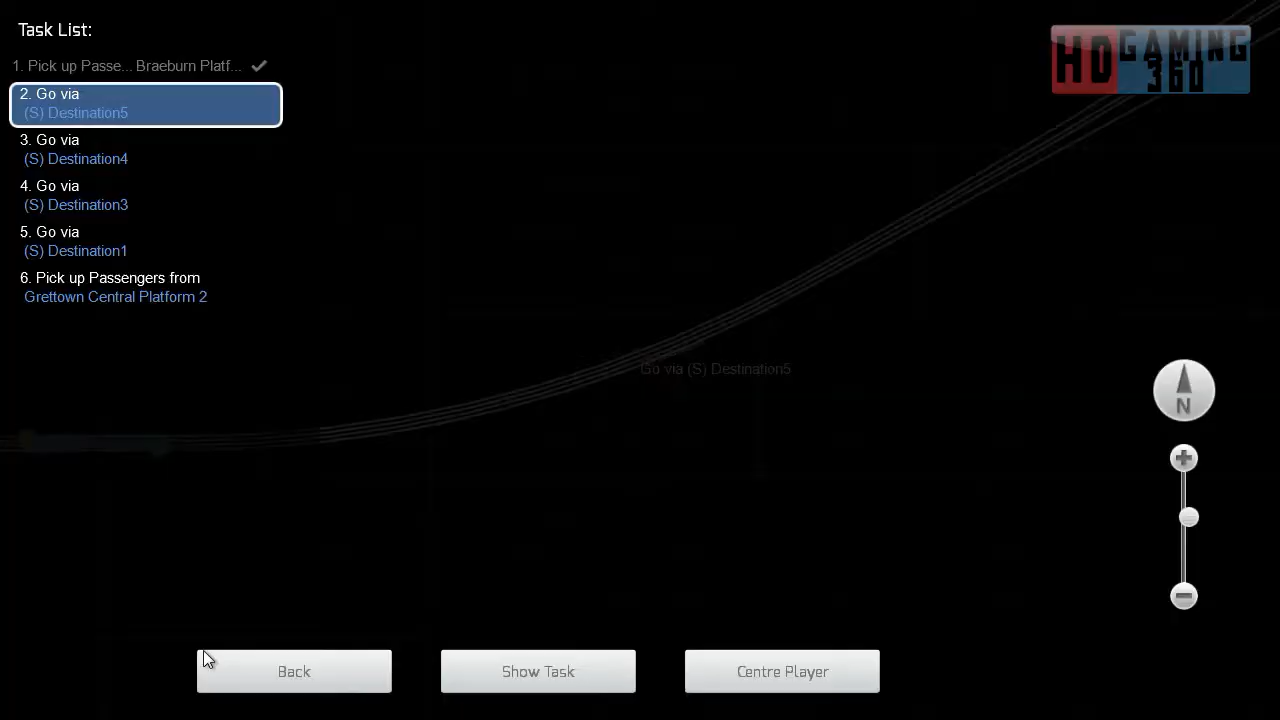 Task List:
1. Pick up Passe... Braeburn Platf...
2. Go via
(S) Destination5
3. Go via
(S) Destination4
4. Go via
(S) Destination3
5. Go via
(S) Destination1
6. Pick up Passengers from
Grettown Central Platform 2
HD GAMING
360
Go via (S) Destination5
N
Back
Show Task
Centre Player